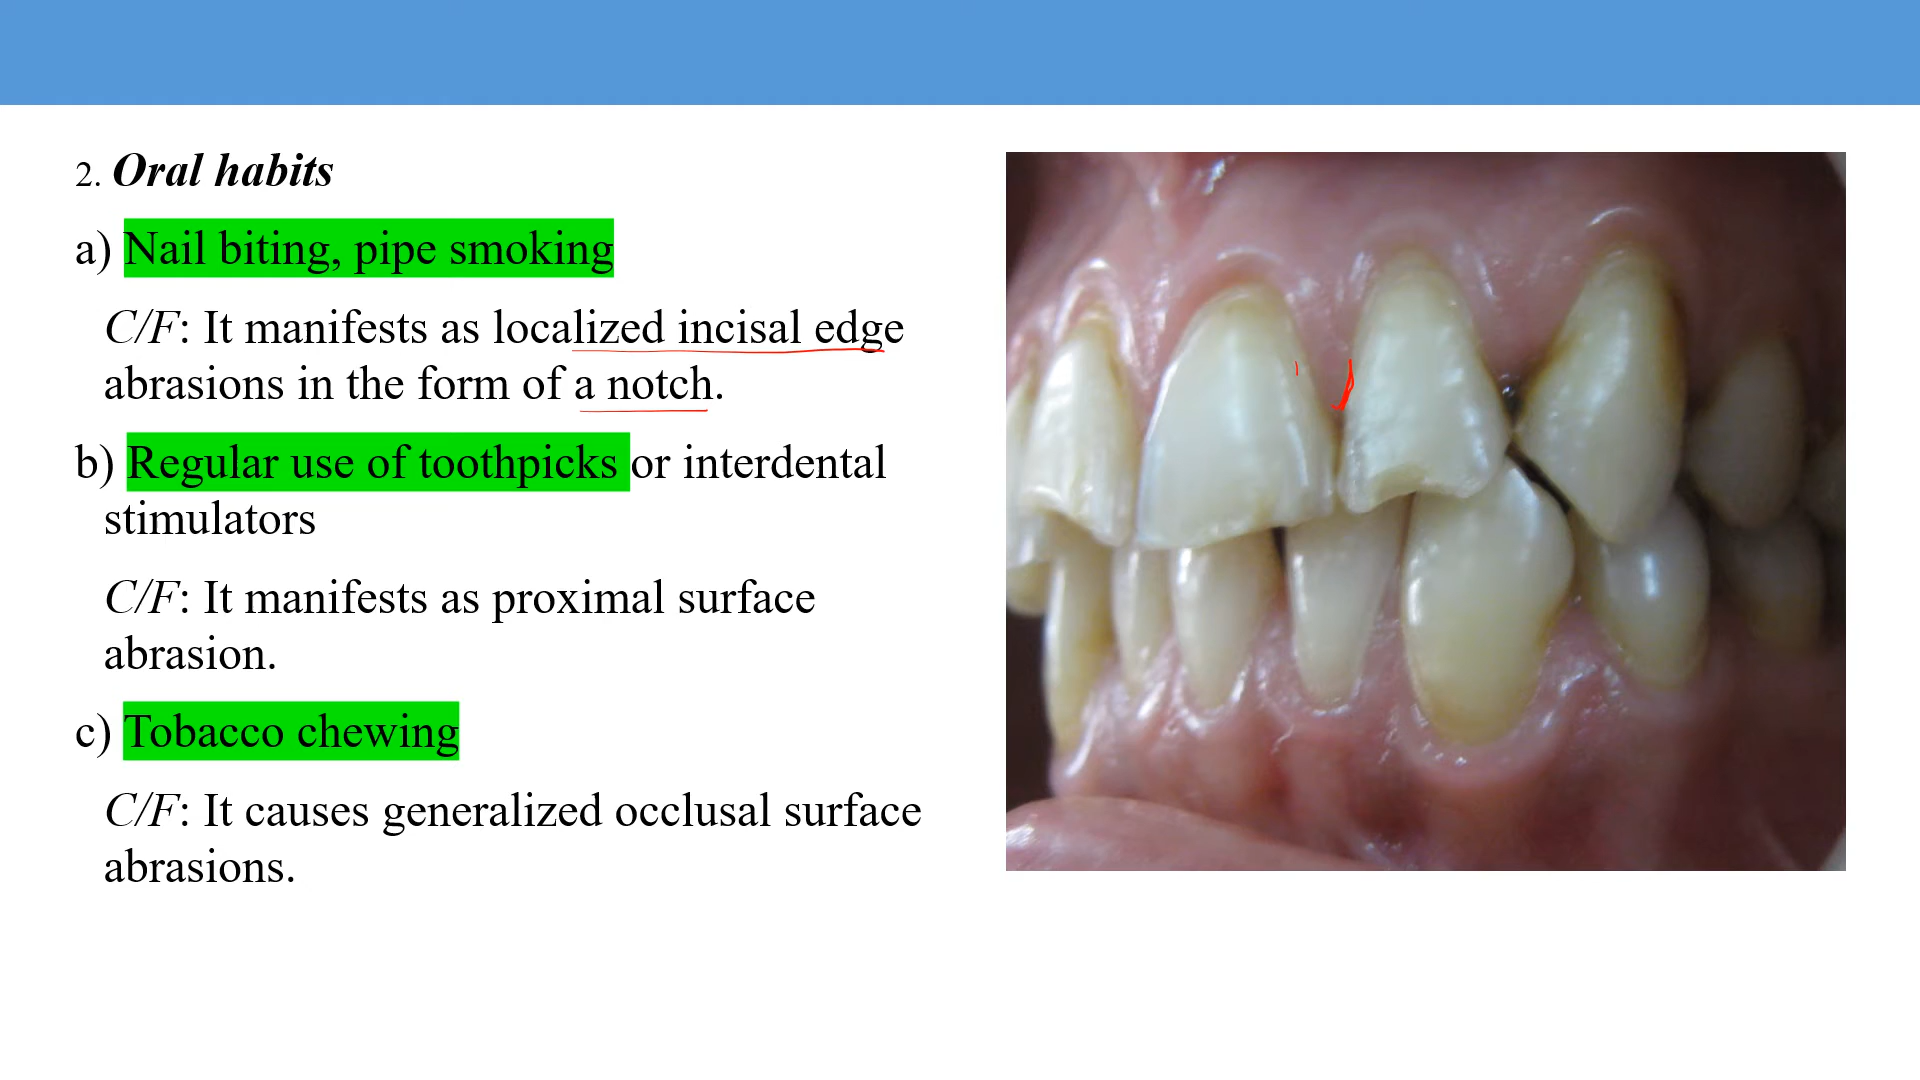 2. Oral habits
a) Nail biting, pipe smoking
C/F: It manifests as localized incisal edge
abrasions in the form of a notch.
b) Regular use of toothpicks or interdental
stimulators
C/F: It manifests as proximal surface
abrasion.
c) Tobacco chewing
C/F: It causes generalized occlusal surface
abrasions.